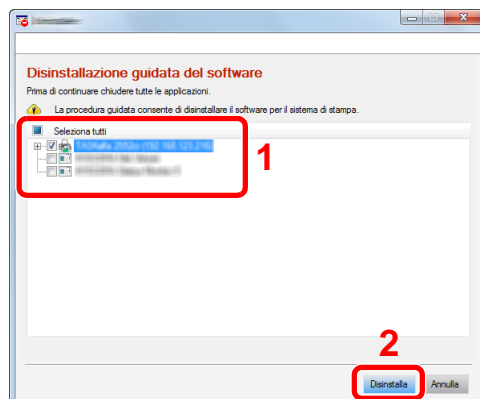 Disinstallazione guidata del software
Prima di continuare chiudere tutte le applicazioni.
La procedura guidata consente di disinstallare il software per il sistema di stampa.
Seleziona tutti
1
2
Disinstalla Annulla